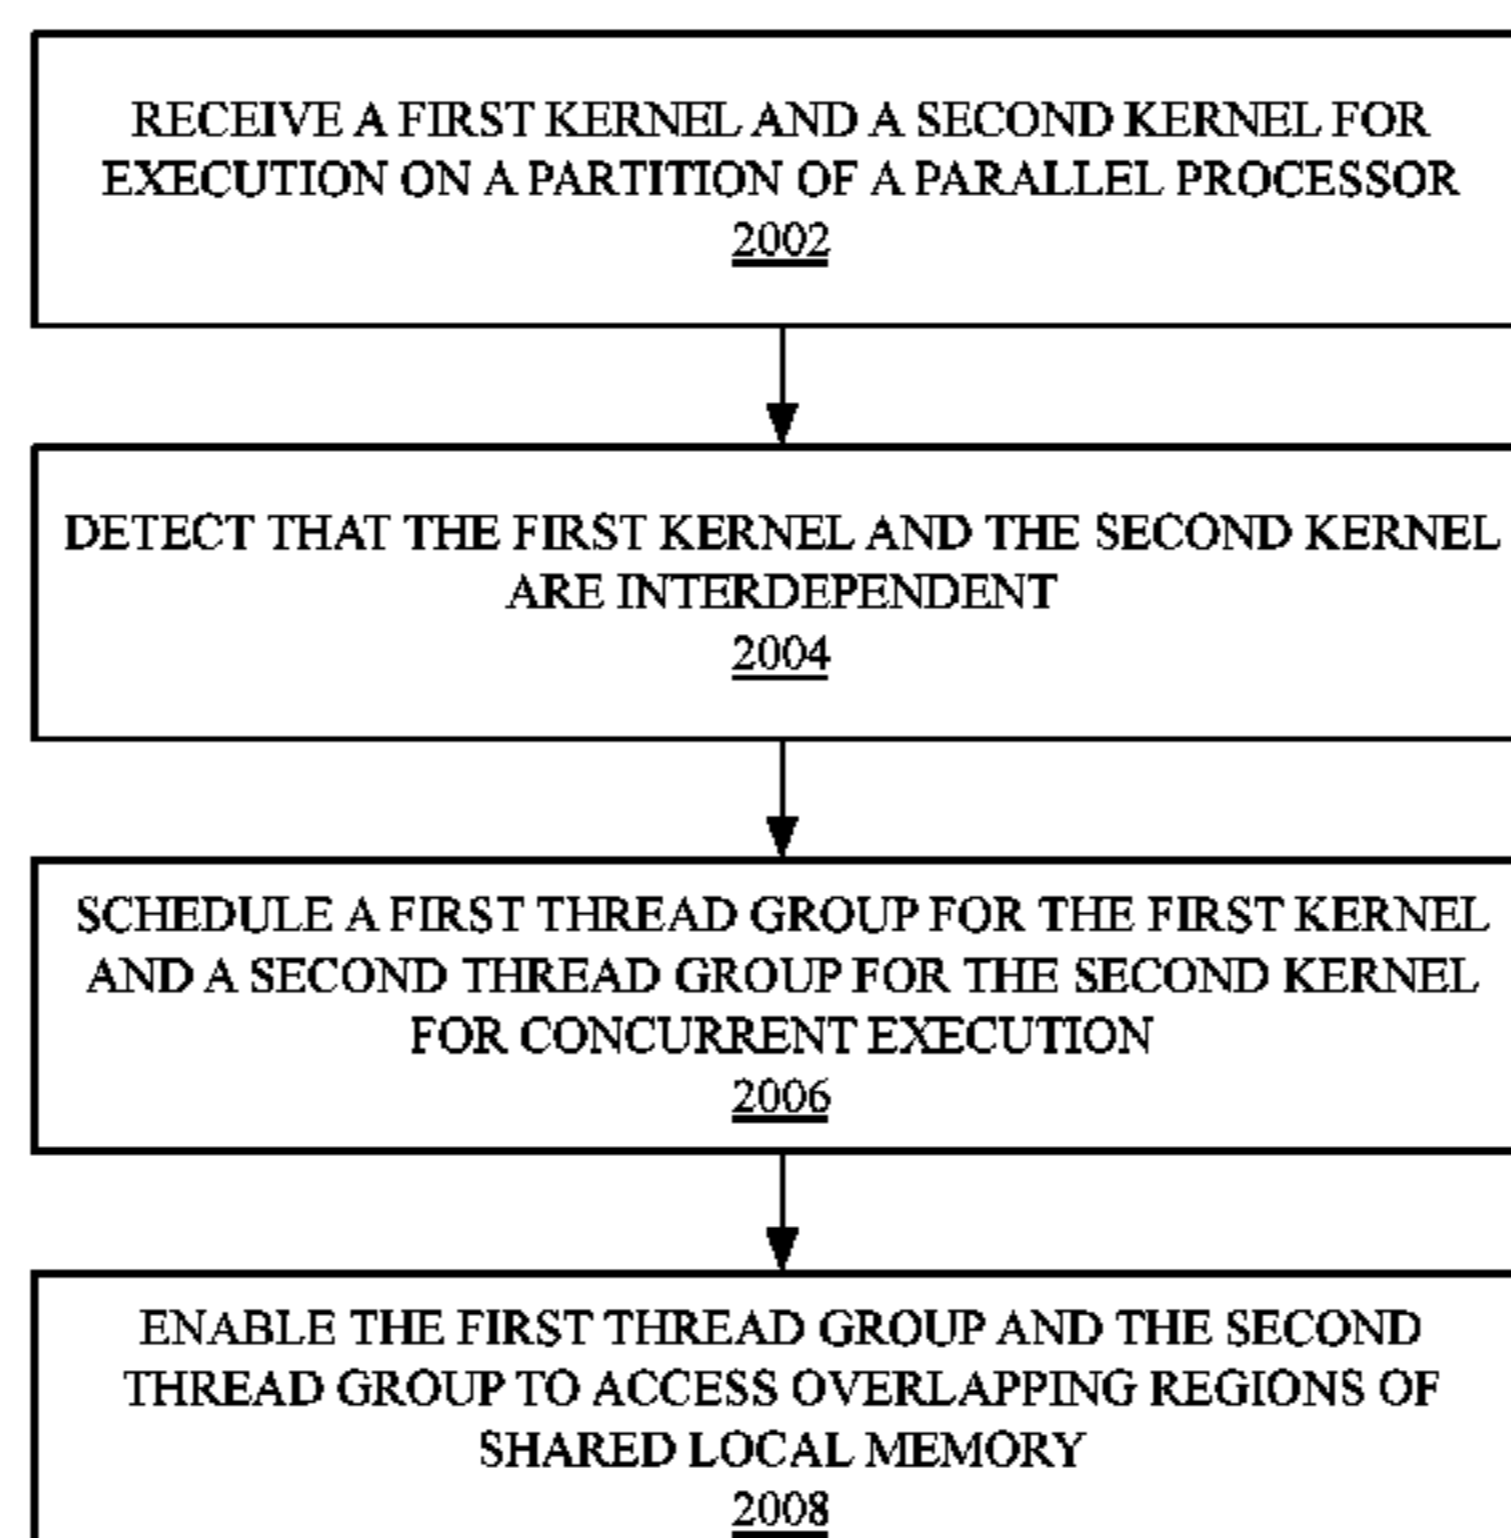 RECEIVE A FIRST KERNEL AND A SECOND KERNEL FOR
EXECUTION ON A PARTITION OF A PARALLEL PROCESSOR
2002
DETECT THAT THE FIRST KERNEL AND THE SECOND KERNEL
ARE INTERDEPENDENT
2004
SCHEDULE A FIRST THREAD GROUP FOR THE FIRST KERNEL
AND A SECOND THREAD GROUP FOR THE SECOND KERNEL
FOR CONCURRENT EXECUTION
2006
ENABLE THE FIRST THREAD GROUP AND THE SECOND
THREAD GROUP TO ACCESS OVERLAPPING REGIONS OF
SHARED LOCAL MEMORY
2008